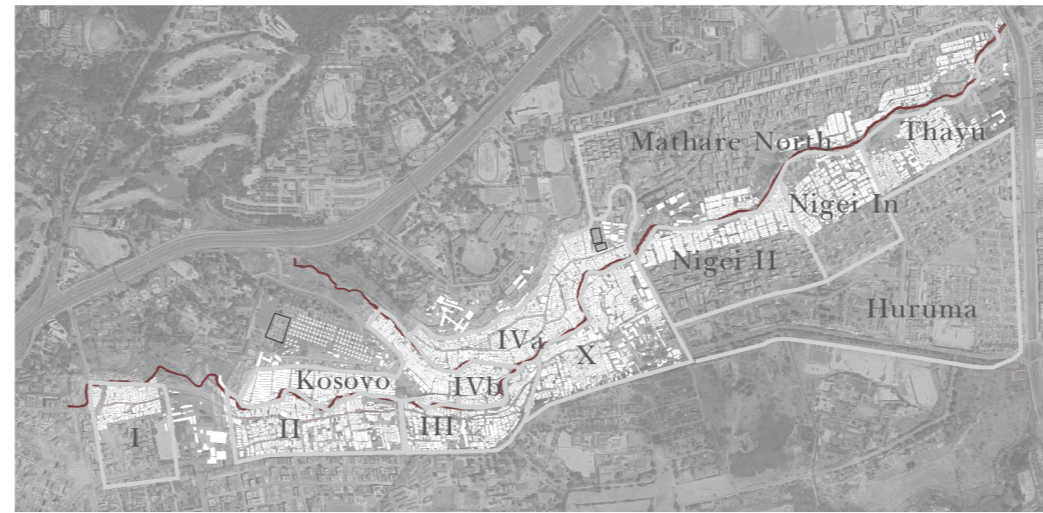 Mathare North
Thayu
Nigei In
Nigei II
Huruma
IVa
X
Kosovo
IVb
I
II
III